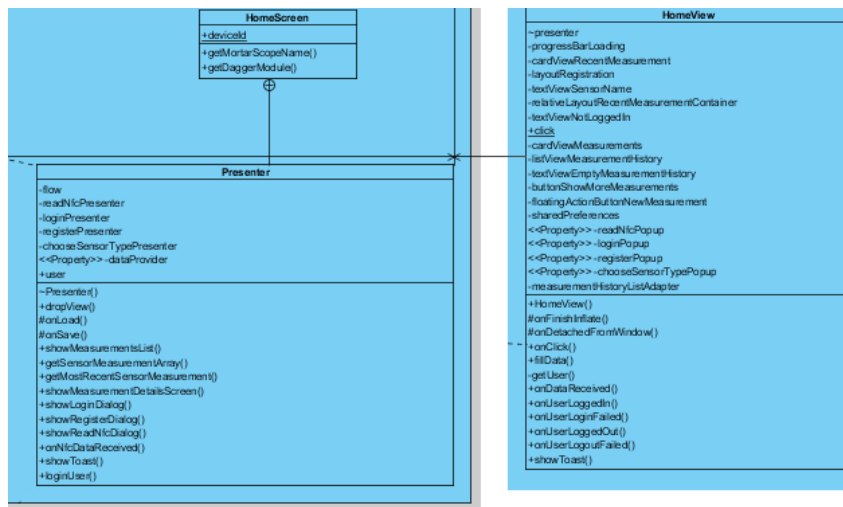 HomeScreen
+deviceId
+getMortarScopeName()
+getDaggerModule()
Presenter
-flow
-readNfcPresenter
-loginPresenter
-registerPresenter
-chooseSensorTypePresenter
<<Property>> -dataProvider
+user
~Presenter()
+dropView()
#onLoad()
#onSave()
+showMeasurementsList()
+getSensorMeasurementArray()
+getMostRecentSensorMeasurement()
+showMeasurementDetailsScreen()
+showLoginDialog()
+showRegisterDialog()
+showReadNfcDialog()
+onNfcDataReceived()
+showToast()
+loginUser()
HomeView
~presenter
-progressBarLoading
-cardViewRecentMeasurement
-layoutRegistration
-textViewSensorName
-relativeLayoutRecentMeasurementContainer
-textViewNotLoggedIn
+click
-cardViewMeasurements
-listViewMeasurementHistory
-textViewEmptyMeasurementHistory
-buttonShowMoreMeasurements
-floatingActionButtonNewMeasurement
-sharedPreferences
<<Property>> -readNfcPopup
<<Property>> -loginPopup
<<Property>> -registerPopup
<<Property>> -chooseSensorTypePopup
-measurementHistoryListAdapter
+HomeView()
#onFinishInflate()
#onDetachedFromWindow()
+onClick()
+fillData()
-getUser()
+onDataReceived()
+onUserLoggedIn()
+onUserLoginFailed()
+onUserLoggedOut()
+onUserLogoutFailed()
+showToast()